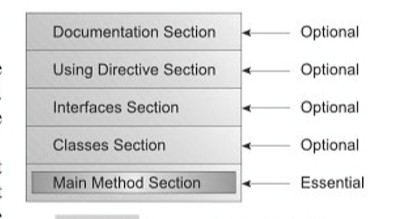 Documentation Section Optional
Using Directive Section Optional
Interfaces Section Optional
Classes Section Optional
Main Method Section Essential